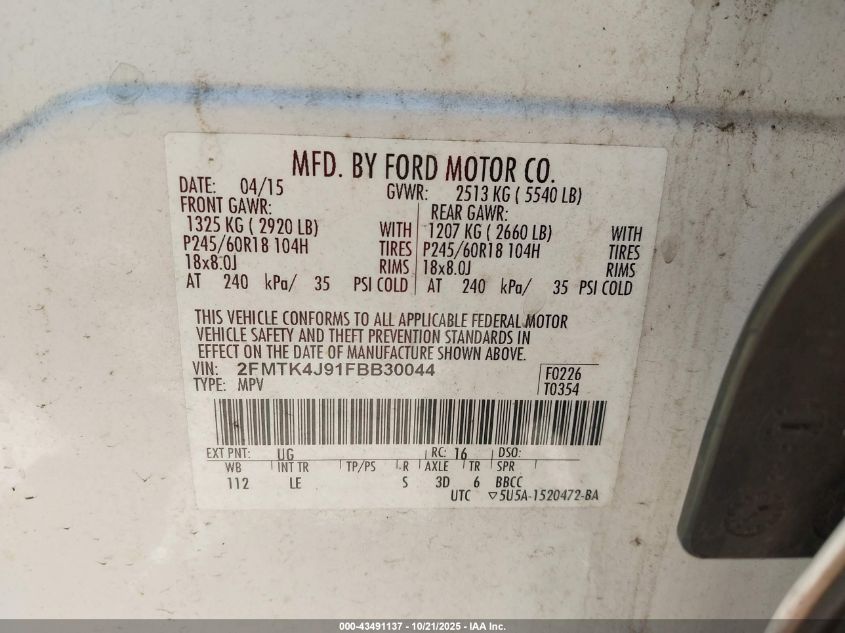 MFD. BY FORD MOTOR CO.
DATE: 04/15 GVWR: 2513 KG ( 5540 LB)
FRONT GAWR: REAR GAWR:
1325 KG ( 2920 LB) WITH 1207 KG ( 2660 LB) WITH
P245/60R18 104H TIRES P245/60R18 104H TIRES
18x8.0J RIMS 18x8.0J RIMS
AT 240 kPa/ 35 PSI COLD AT 240 kPa/ 35 PSI COLD
THIS VEHICLE CONFORMS TO ALL APPLICABLE FEDERAL MOTOR
VEHICLE SAFETY AND THEFT PREVENTION STANDARDS IN
EFFECT ON THE DATE OF MANUFACTURE SHOWN ABOVE.
VIN: 2FMTK4J91FBB30044 F0226
TYPE: MPV T0354
EXT PNT: UG RC: 16 DSO:
WB INT TR TP/PS R AXLE TR SPR
112 LE S 3D 6 BBCC
UTC ▽5U5A-1520472-BA
000-43491137 - 10/21/2025 - IAA Inc.